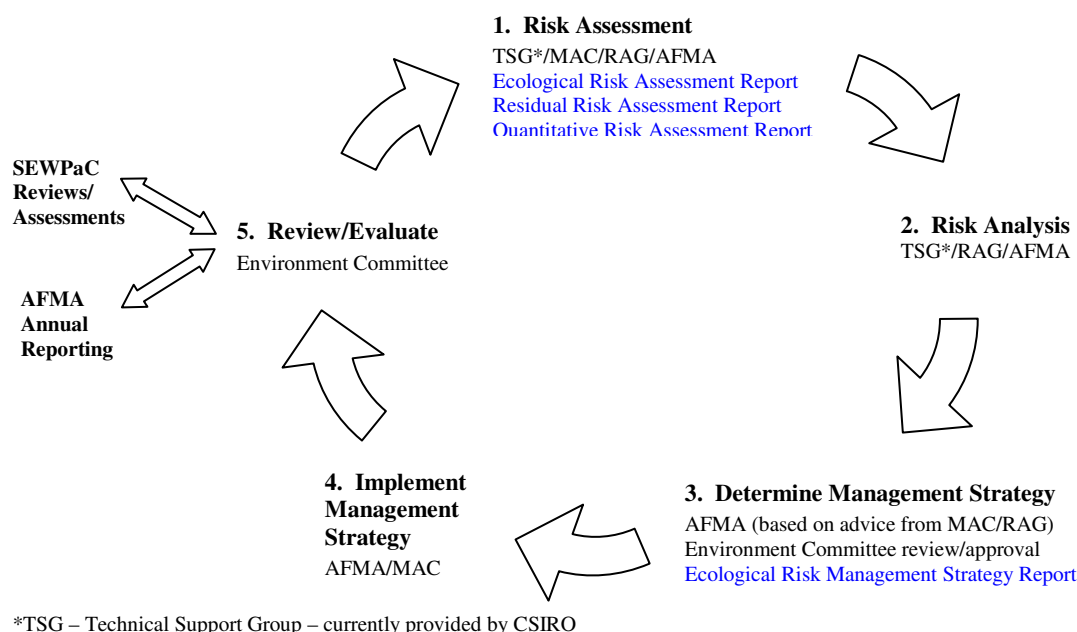 1. Risk Assessment
TSG*/MAC/RAG/AFMA
Ecological Risk Assessment Report
Residual Risk Assessment Report
Quantitative Risk Assessment Report
2. Risk Analysis
TSG*/RAG/AFMA
3. Determine Management Strategy
AFMA (based on advice from MAC/RAG)
Environment Committee review/approval
Ecological Risk Management Strategy Report
4. Implement
Management
Strategy
AFMA/MAC
5. Review/Evaluate
Environment Committee
SEWPaC
Reviews/
Assessments
AFMA
Annual
Reporting
*TSG – Technical Support Group – currently provided by CSIRO